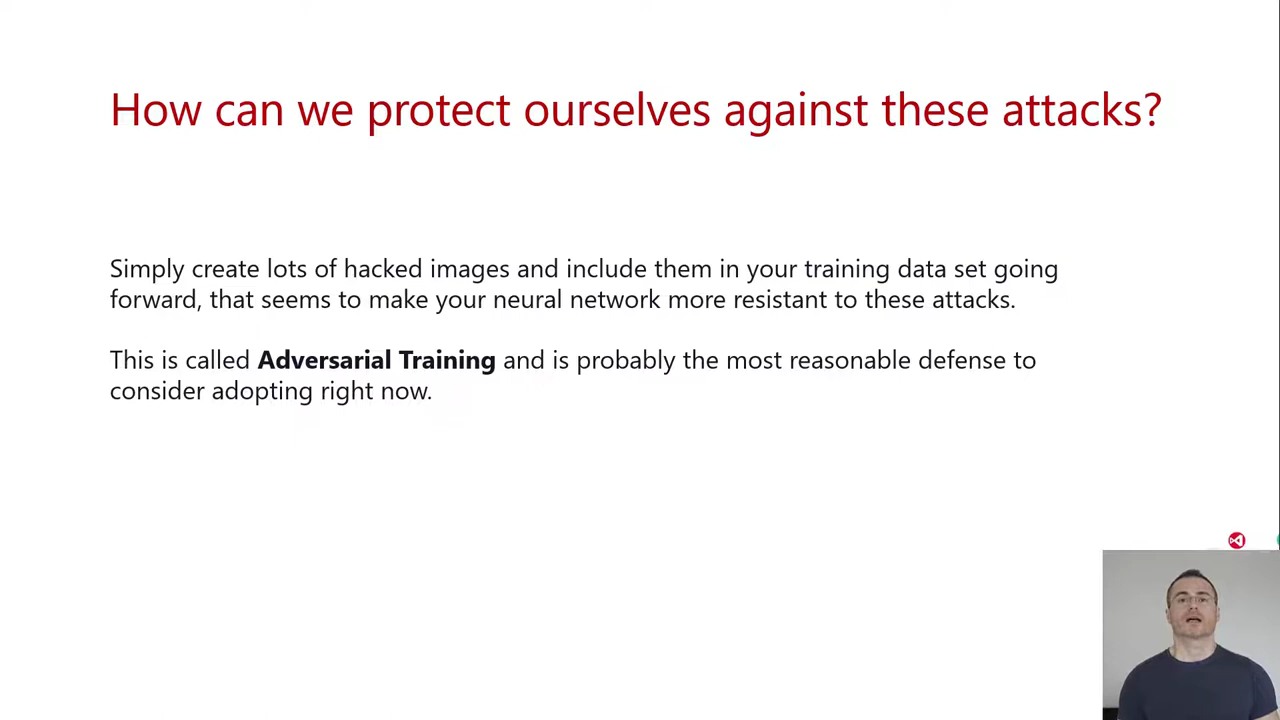 How can we protect ourselves against these attacks?
Simply create lots of hacked images and include them in your training data set going
forward, that seems to make your neural network more resistant to these attacks.
This is called Adversarial Training and is probably the most reasonable defense to
consider adopting right now.